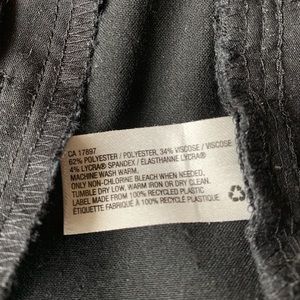 CA 17897
62% POLYESTER / POLYESTER, 34% VISCOSE / VISCOSE
4% LYCRA® SPANDEX / ÉLASTHANNE LYCRA®
MACHINE WASH WARM.
ONLY NON-CHLORINE BLEACH WHEN NEEDED.
TUMBLE DRY LOW, WARM IRON OR DRY CLEAN.
LABEL MADE FROM 100% RECYCLED PLASTIC
ÉTIQUETTE FABRIQUÉ À 100% RECYCLÉ PLASTIQUE